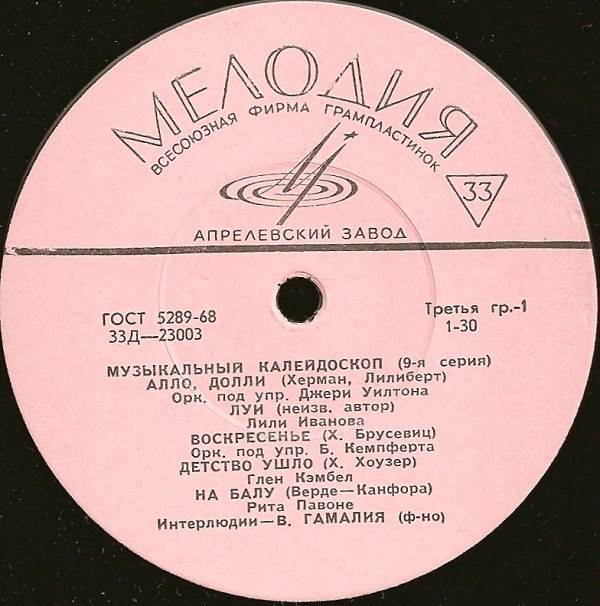 МЕЛОДИЯ
ВСЕСОЮЗНАЯ ФИРМА ГРАМПЛАСТИНОК
33
АПРЕЛЕВСКИЙ ЗАВОД
ГОСТ 5289-68
Третья гр.-1
33Д—23003
1-30
МУЗЫКАЛЬНЫЙ КАЛЕЙДОСКОП (9-я серия)
АЛЛО, ДОЛЛИ (Херман, Лилиберт)
Орк. под упр. Джери Уилтона
ЛУИ (неизв. автор)
Лили Иванова
ВОСКРЕСЕНЬЕ (Х. Брусевиц)
Орк. под упр. Б. Кемпферта
ДЕТСТВО УШЛО (Х. Хоузер)
Глен Кэмбел
НА БАЛУ (Верде—Канфора)
Рита Павоне
Интерлюдии—В. ГАМАЛИЯ (ф-но)